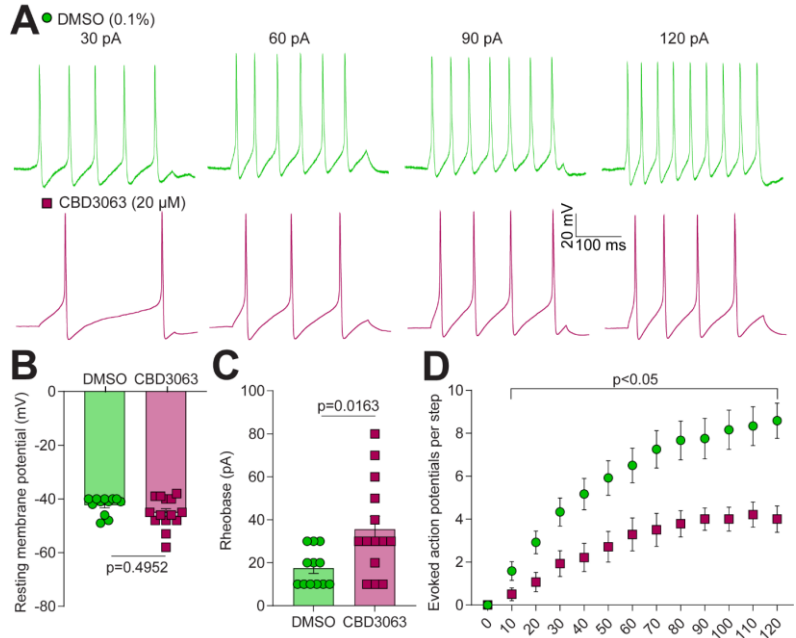 A
DMSO (0.1%)
30 pA
60 pA
90 pA
120 pA
CBD3063 (20 µM)
20 mV
100 ms
B
DMSO CBD3063
Resting membrane potential (mV)
0
-20
-40
-60
-80
p=0.4952
C
Rheobase (pA)
100
80
60
40
20
0
p=0.0163
DMSO CBD3063
D
Evoked action potentials per step
10
8
6
4
2
0
p<0.05
0 10 20 30 40 50 60 70 80 90 100 110 120